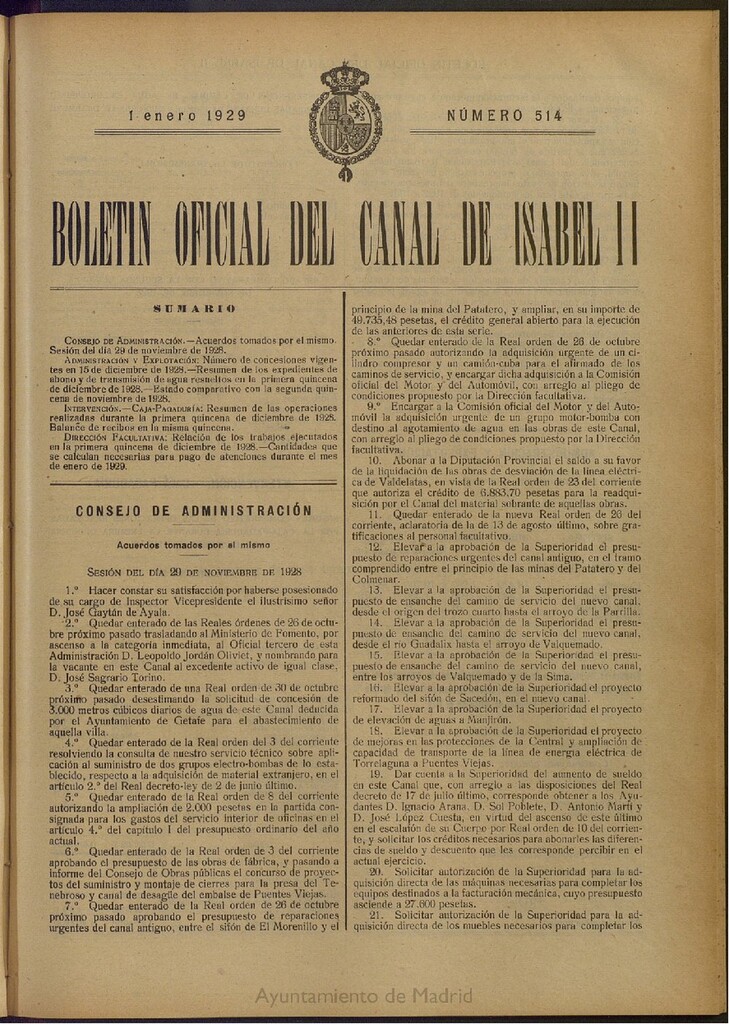 1 enero 1929
NÚMERO 514
BOLETIN OFICIAL DEL CANAL DE ISABEL II
SUMARIO
CONSEJO DE ADMINISTRACIÓN.—Acuerdos tomados por el mismo.
Sesión del día 29 de noviembre de 1928.
ADMINISTRACIÓN Y EXPLOTACIÓN: Número de concesiones vigen-
tes en 15 de diciembre de 1928.—Resumen de los expedientes de
abono y de transmisión de agua resueltos en la primera quincena
de diciembre de 1928.—Estado comparativo con la segunda quin-
cena de noviembre de 1928.
INTERVENCIÓN.—CAJA-PAGADURÍA: Resumen de las operaciones
realizadas durante la primera quincena de diciembre de 1928.
Balance de recibos en la misma quincena.
DIRECCIÓN FACULTATIVA: Relación de los trabajos ejecutados
en la primera quincena de diciembre de 1928.—Cantidades que
se calculan necesarias para pago de atenciones durante el mes
de enero de 1929.
CONSEJO DE ADMINISTRACIÓN
Acuerdos tomados por el mismo
SESIÓN DEL DÍA 29 DE NOVIEMBRE DE 1928
1.º Hacer constar su satisfacción por haberse posesionado
de su cargo de Inspector Vicepresidente el ilustrísimo señor
D. José Gaytán de Ayala.
2.º Quedar enterado de las Reales órdenes de 26 de octu-
bre próximo pasado trasladando al Ministerio de Fomento, por
ascenso a la categoría inmediata, al Oficial tercero de esta
Administración D. Leopoldo Jordán Oliviet, y nombrando para
la vacante en este Canal al excedente activo de igual clase,
D. José Sagrario Torino.
3.º Quedar enterado de una Real orden de 30 de octubre
próximo pasado desestimando la solicitud de concesión de
3.000 metros cúbicos diarios de agua de este Canal deducida
por el Ayuntamiento de Getafe para el abastecimiento de
aquella villa.
4.º Quedar enterado de la Real orden del 3 del corriente
resolviendo la consulta de nuestro servicio técnico sobre apli-
cación al suministro de dos grupos electro-bombas de lo es-
tablecido, respecto a la adquisición de material extranjero, en el
artículo 2.º del Real decreto-ley de 2 de junio último.
5.º Quedar enterado de la Real orden de 8 del corriente
autorizando la ampliación de 2.000 pesetas en la partida con-
signada para los gastos del servicio interior de oficinas en el
artículo 4.º del capítulo I del presupuesto ordinario del año
actual.
6.º Quedar enterado de la Real orden de 3 del corriente
aprobando el presupuesto de las obras de fábrica, y pasando a
informe del Consejo de Obras públicas el concurso de proyec-
tos del suministro y montaje de cierres para la presa del Te-
nebroso y canal de desagüe del embalse de Puentes Viejas.
7.º Quedar enterado de la Real orden de 26 de octubre
próximo pasado aprobando el presupuesto de reparaciones
urgentes del canal antiguo, entre el sifón de El Morenillo y el
principio de la mina del Patatero, y ampliar, en su importe de
49.735,48 pesetas, el crédito general abierto para la ejecución
de las anteriores de esta serie.
8.º Quedar enterado de la Real orden de 26 de octubre
próximo pasado autorizando la adquisición urgente de un ci-
lindro compresor y un camión-cuba para el afirmado de los
caminos de servicio, y encargar dicha adquisición a la Comisión
oficial del Motor y del Automóvil, con arreglo al pliego de
condiciones propuesto por la Dirección facultativa.
9.º Encargar a la Comisión oficial del Motor y del Auto-
móvil la adquisición urgente de un grupo motor-bomba con
destino al agotamiento de agua en las obras de este Canal,
con arreglo al pliego de condiciones propuesto por la Dirección
facultativa.
10. Abonar a la Diputación Provincial el saldo a su favor
de la liquidación de las obras de desviación de la línea eléctri-
ca de Valdelatas, en vista de la Real orden de 23 del corriente
que autoriza el crédito de 6.883,70 pesetas para la readqui-
sición por el Canal del material sobrante de aquellas obras.
11. Quedar enterado de la nueva Real orden de 26 del
corriente, aclaratoria de la de 13 de agosto último, sobre gra-
tificaciones al personal facultativo.
12. Elevar a la aprobación de la Superioridad el presu-
puesto de reparaciones urgentes del canal antiguo, en el tramo
comprendido entre el principio de las minas del Patatero y del
Colmenar.
13. Elevar a la aprobación de la Superioridad el presu-
puesto de ensanche del camino de servicio del nuevo canal,
desde el origen del trozo cuarto hasta el arroyo de la Parrilla.
14. Elevar a la aprobación de la Superioridad el presu-
puesto de ensanche del camino de servicio del nuevo canal,
desde el río Guadalix hasta el arroyo de Valquemado.
15. Elevar a la aprobación de la Superioridad el presu-
puesto de ensanche del camino de servicio del nuevo canal,
entre los arroyos de Valquemado y de la Sima.
16. Elevar a la aprobación de la Superioridad el proyecto
reformado del sifón de Sacedón, en el nuevo canal.
17. Elevar a la aprobación de la Superioridad el proyecto
de elevación de aguas a Manjirón.
18. Elevar a la aprobación de la Superioridad el proyecto
de mejoras en las protecciones de la Central y ampliación de
capacidad de transporte de la línea de energía eléctrica de
Torrelaguna a Puentes Viejas.
19. Dar cuenta a la Superioridad del aumento de sueldo
en este Canal que, con arreglo a las disposiciones del Real
decreto de 17 de julio último, corresponde obtener a los Ayu-
dantes D. Ignacio Arana, D. Sol Poblete, D. Antonio Martí y
D. José López Cuesta, en virtud del ascenso de este último
en el escalafón de su Cuerpo por Real orden de 10 del corrien-
te, y solicitar los créditos necesarios para abonarles las diferen-
cias de sueldo y descuento que les corresponde percibir en el
actual ejercicio.
20. Solicitar autorización de la Superioridad para la ad-
quisición directa de las máquinas necesarias para completar los
equipos destinados a la facturación mecánica, cuyo presupuesto
asciende a 27.600 pesetas.
21. Solicitar autorización de la Superioridad para la ad-
quisición directa de los muebles necesarios para completar los
Ayuntamiento de Madrid